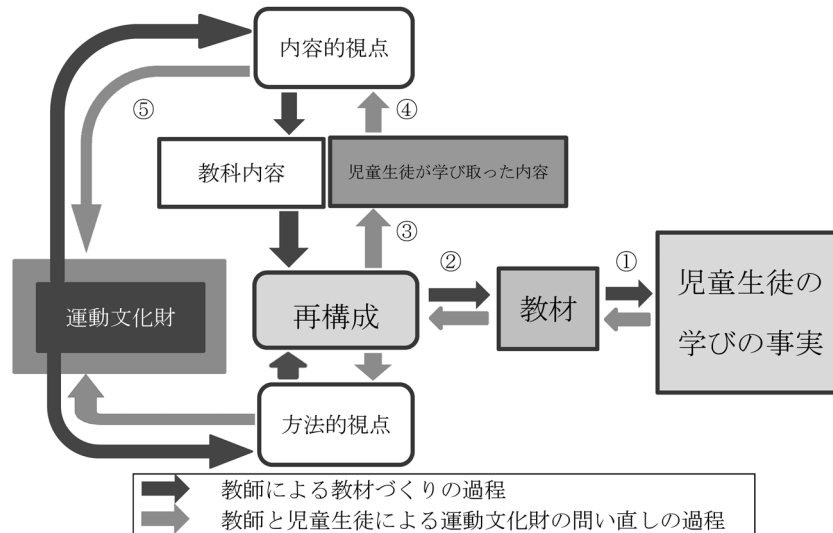 内容的視点
⑤
④
教科内容
児童生徒が学び取った内容
③
②
①
運動文化財
再構成
教材
児童生徒の
学びの事実
方法的視点
教師による教材づくりの過程
教師と児童生徒による運動文化財の問い直しの過程